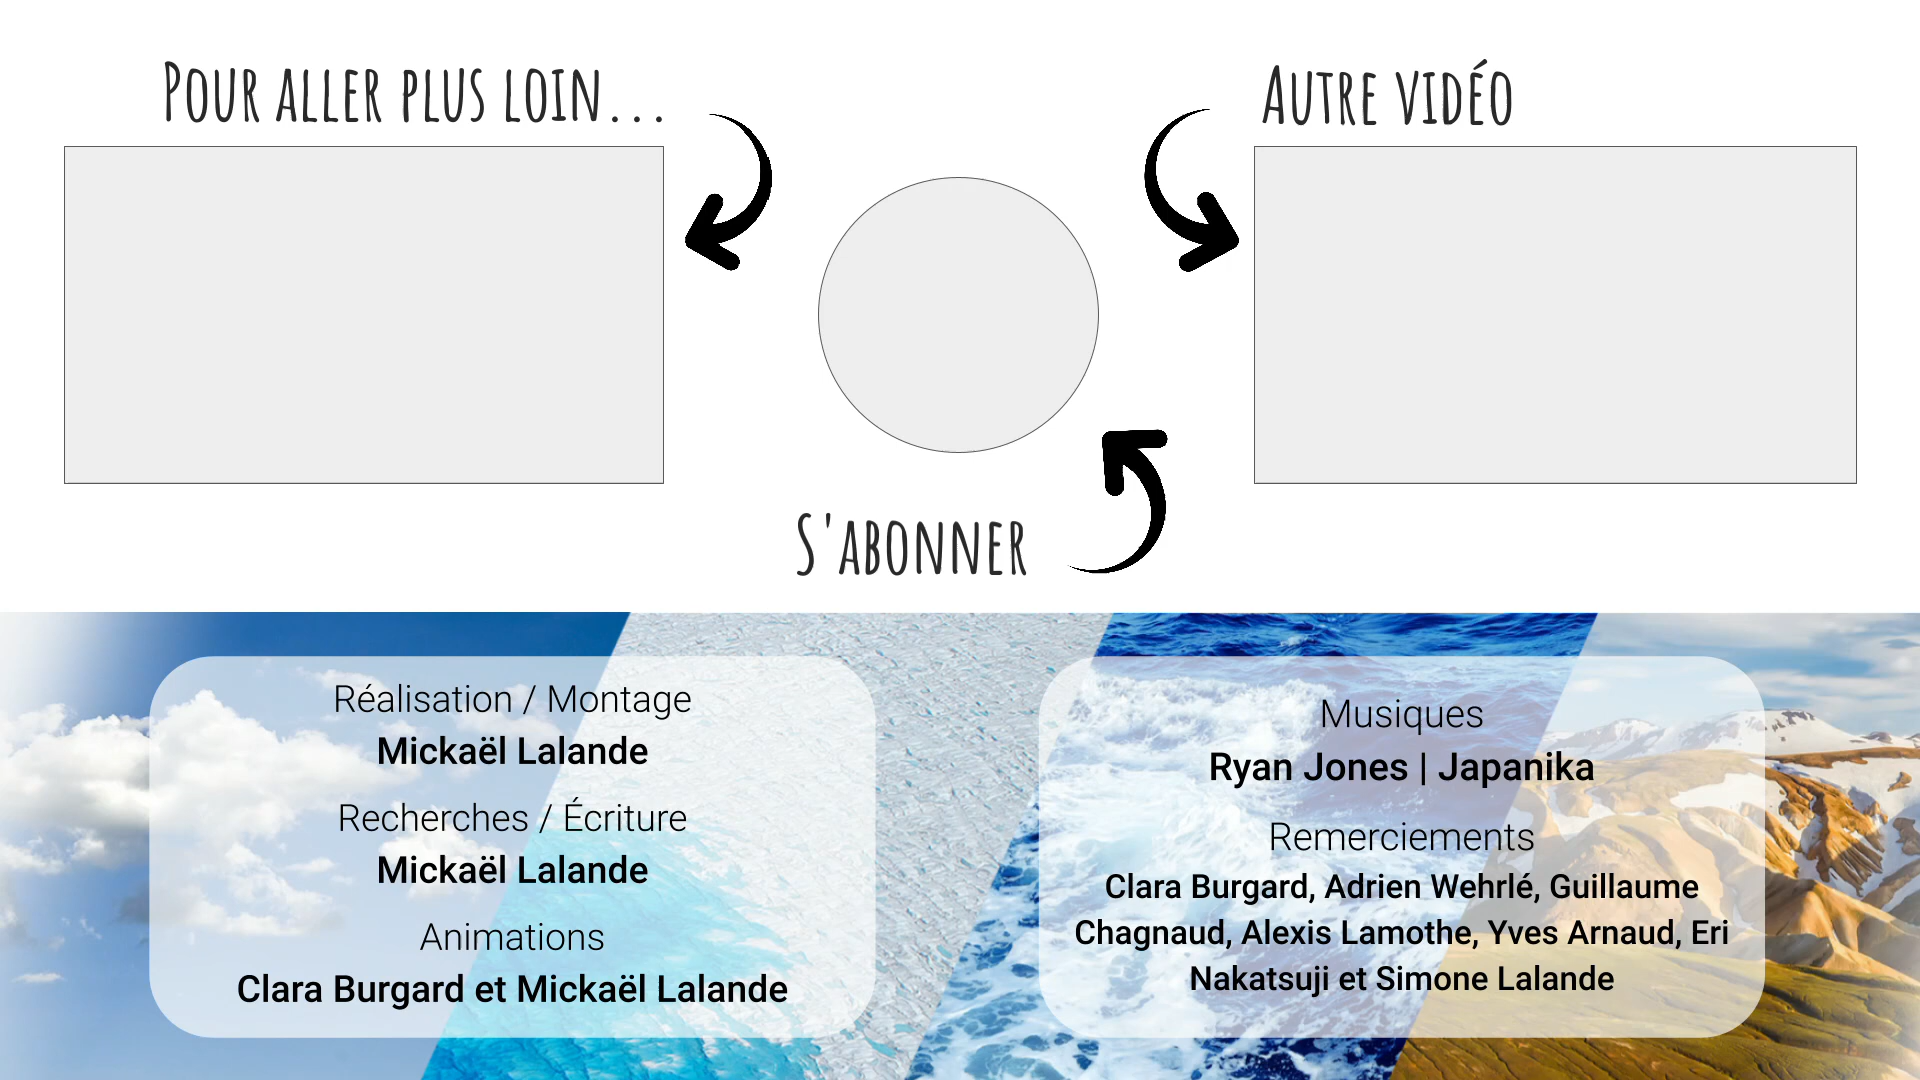 Pour aller plus loin...
Autre vidéo
S'abonner
Réalisation / Montage
Mickaël Lalande
Recherches / Écriture
Mickaël Lalande
Animations
Clara Burgard et Mickaël Lalande
Musiques
Ryan Jones | Japanika
Remerciements
Clara Burgard, Adrien Wehrlé, Guillaume
Chagnaud, Alexis Lamothe, Yves Arnaud, Eri
Nakatsuji et Simone Lalande